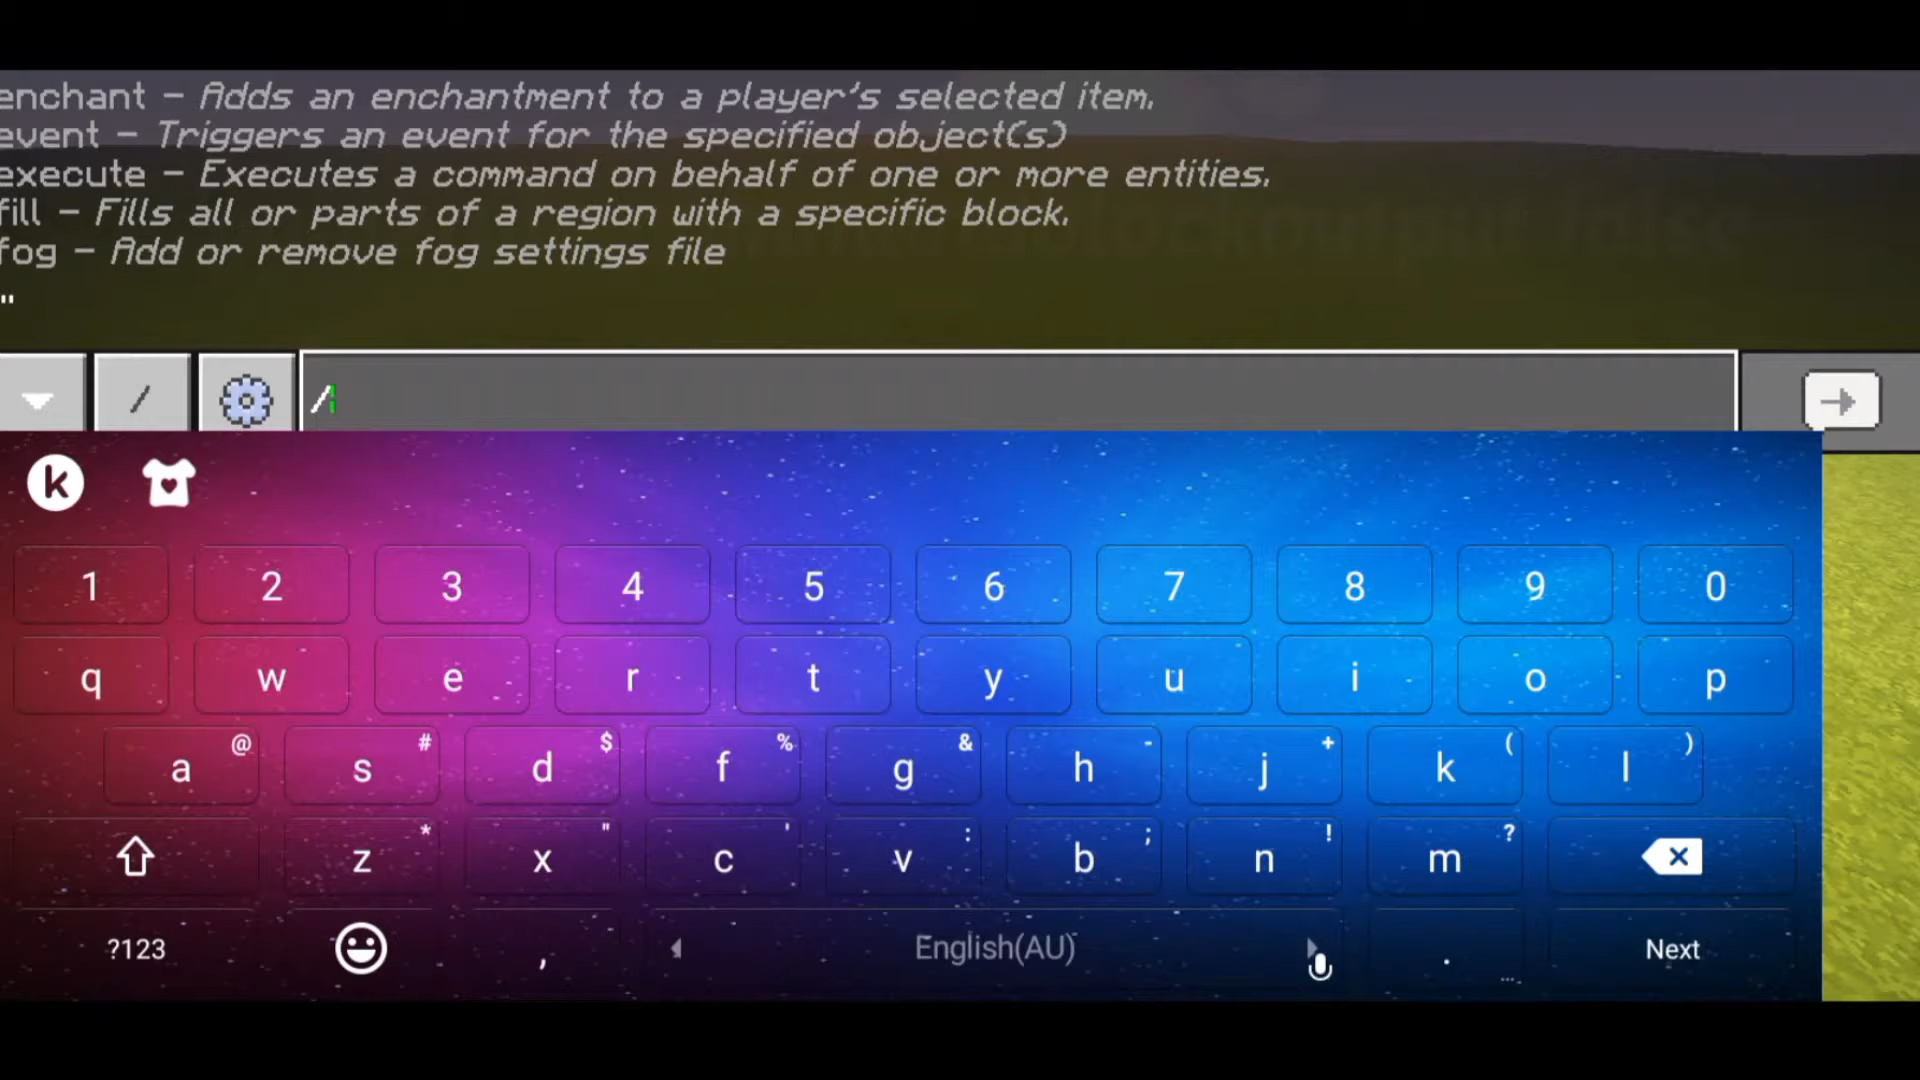 enchant - Adds an enchantment to a player's selected item.
event - Triggers an event for the specified object(s)
execute - Executes a command on behalf of one or more entities.
fill - Fills all or parts of a region with a specific block.
fog - Add or remove fog settings file
"
/
/
k
1 2 3 4 5 6 7 8 9 0
q w e r t y u i o p
@ # $ % & - + ( )
a s d f g h j k l
* " ' : ; ! ?
z x c v b n m
?123 , English(AU) . ... Next